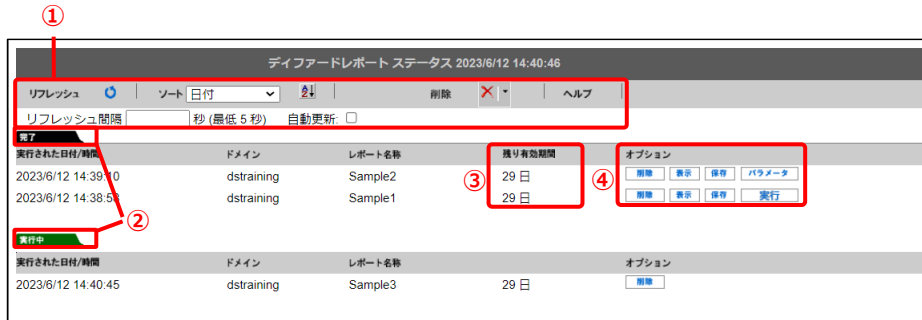 ①
ディファードレポート ステータス 2023/6/12 14:40:46
リフレッシュ ソート 日付 削除 ヘルプ
リフレッシュ間隔 秒 (最低 5 秒) 自動更新:
完了
実行された日付/時間 ドメイン レポート名称 残り有効期間 オプション
2023/6/12 14:39:10 dstraining Sample2 29 日 削除 表示 保存 パラメータ
③ ④
2023/6/12 14:38:58 dstraining Sample1 29 日 削除 表示 保存 実行
②
実行中
実行された日付/時間 ドメイン レポート名称 オプション
2023/6/12 14:40:45 dstraining Sample3 29 日 削除